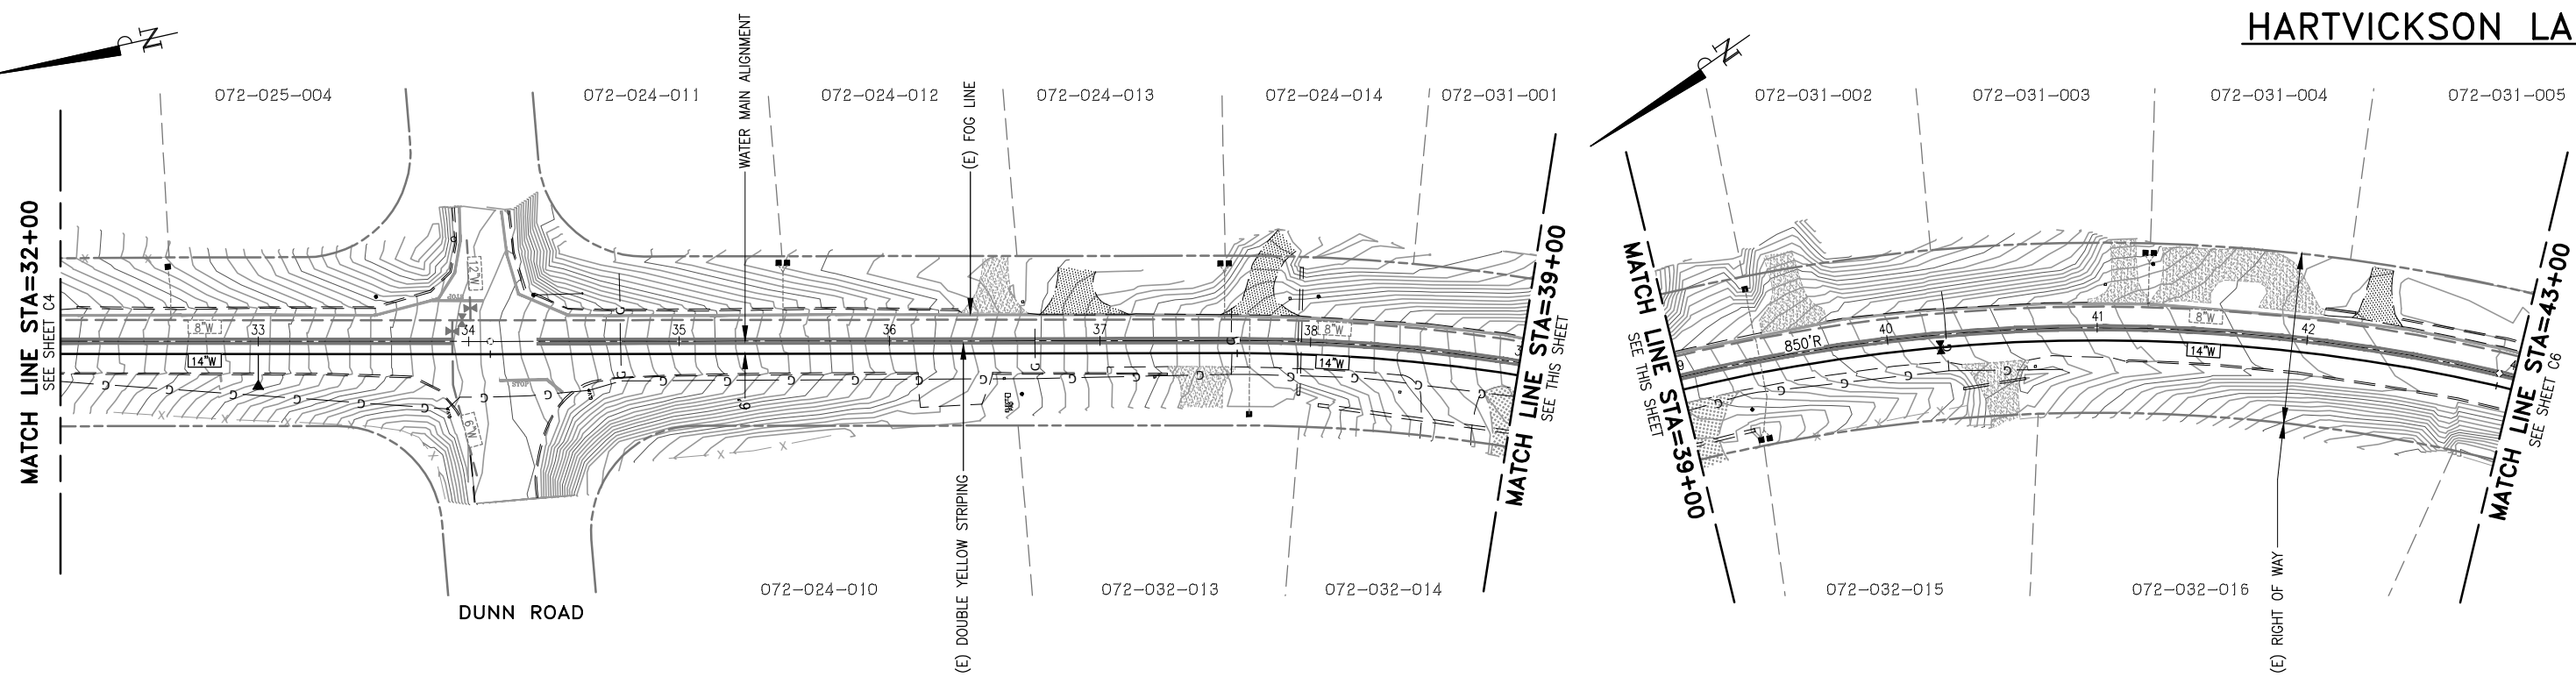 HARTVICKSON LA
N
N
072-025-004
072-024-011
072-024-012
072-024-013
072-024-014
072-031-001
072-031-002
072-031-003
072-031-004
072-031-005
WATER MAIN ALIGNMENT
(E) FOG LINE
MATCH LINE STA=32+00
SEE SHEET C4
8"W
33
14"W
12"W
STOP
34
STOP
6"W
35
6'
36
37
38
8"W
14"W
MATCH LINE STA=39+00
SEE THIS SHEET
MATCH LINE STA=39+00
SEE THIS SHEET
850'R
40
41
8"W
42
14"W
MATCH LINE STA=43+00
SEE SHEET C6
G
X
(E) DOUBLE YELLOW STRIPING
(E) RIGHT OF WAY
072-024-010
072-032-013
072-032-014
072-032-015
072-032-016
DUNN ROAD